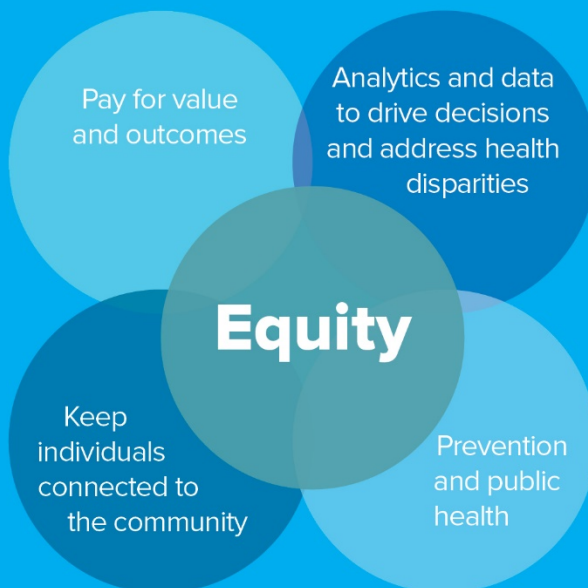 Pay for value
and outcomes
Analytics and data
to drive decisions
and address health
disparities
Equity
Keep
individuals
connected to
the community
Prevention
and public
health